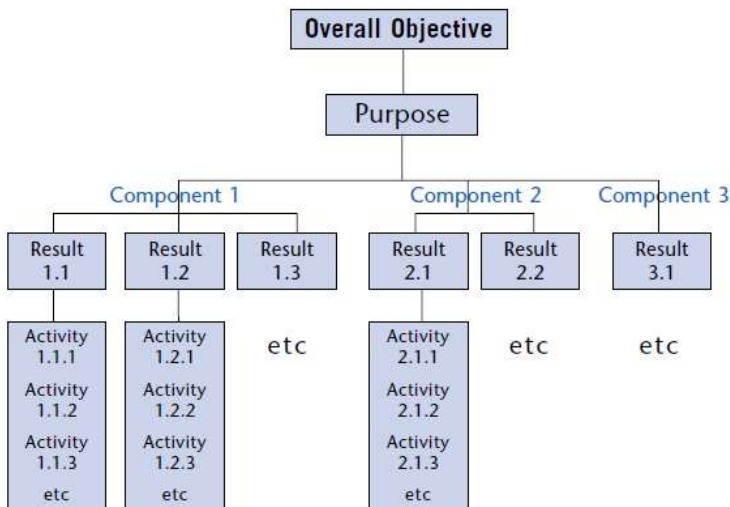 Overall Objective
Purpose
Component 1
Component 2
Component 3
Result
1.1
Result
1.2
Result
1.3
Result
2.1
Result
2.2
Result
3.1
Activity
1.1.1
Activity
1.1.2
Activity
1.1.3
etc
Activity
1.2.1
Activity
1.2.2
Activity
1.2.3
etc
etc
Activity
2.1.1
Activity
2.1.2
Activity
2.1.3
etc
etc
etc